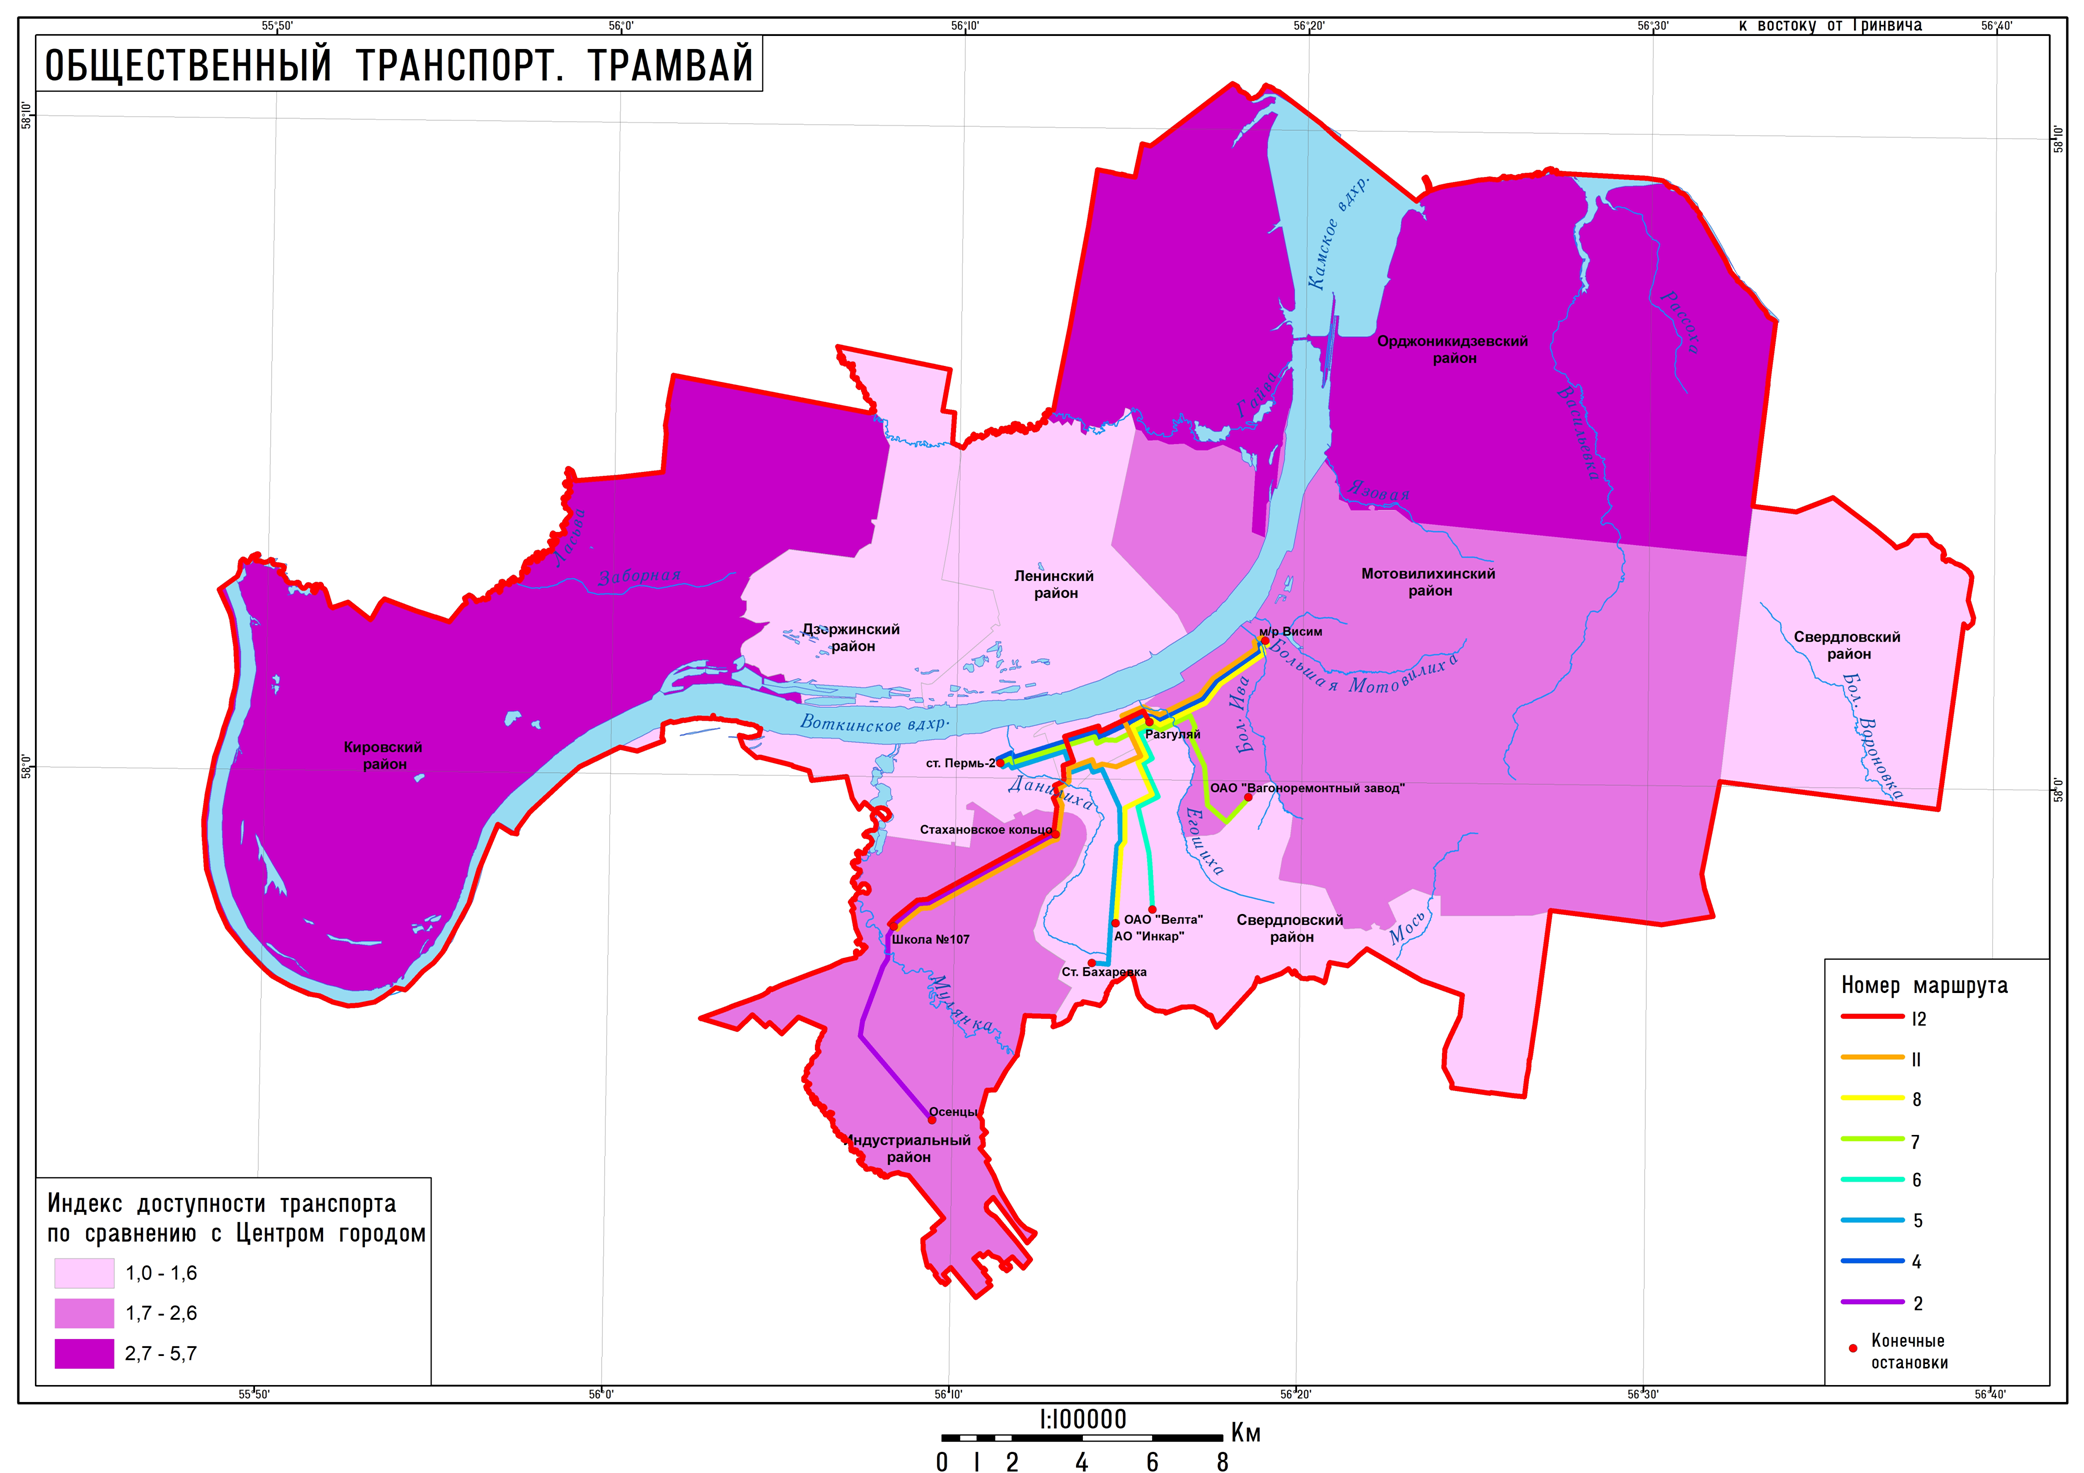 55°50'
56°0'
56°10'
56°20'
56°30'
к востоку от Гринвича
56°40'
ОБЩЕСТВЕННЫЙ ТРАНСПОРТ. ТРАМВАЙ
58°10'
58°10'
Камское вдхр.
Рассоха
Орджоникидзевский
район
Гайва
Васильевка
Язовая
Ласьва
Заборная
Ленинский
район
Мотовилихинский
район
Дзержинский
район
м/р Висим
Большая Мотовилиха
Свердловский
район
Бол. Вороновка
Бол. Ива
Воткинское вдхр.
Разгуляй
Кировский
район
ст. Пермь-2
58°0'
58°0'
Данилиха
ОАО "Вагоноремонтный завод"
Стахановское кольцо
Егошиха
ОАО "Велта"
АО "Инкар"
Свердловский
район
Мось
Школа №107
Ст. Бахаревка
Мулянка
Осенцы
Индустриальный
район
Номер маршрута
12
11
8
7
6
5
4
2
Конечные
остановки
Индекс доступности транспорта
по сравнению с Центром городом
1,0 - 1,6
1,7 - 2,6
2,7 - 5,7
55°50'
56°0'
56°10'
56°20'
56°30'
56°40'
1:100000
Км
0 1 2 4 6 8